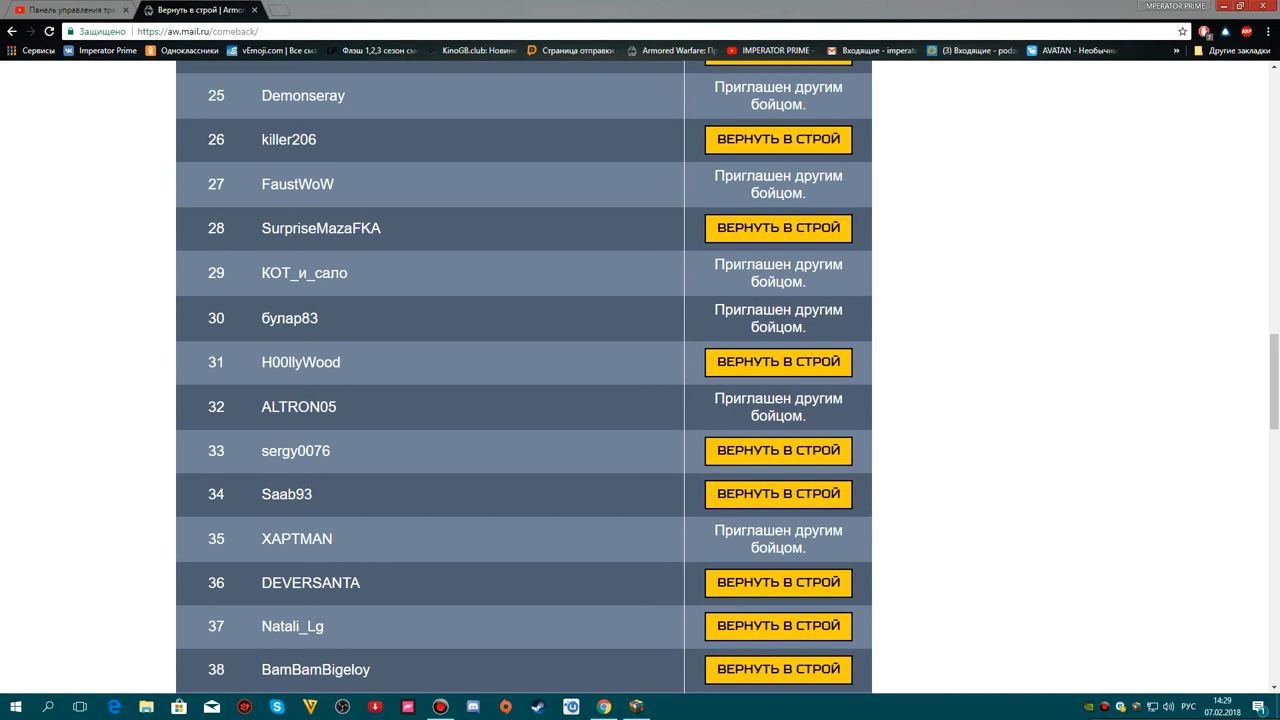 Панель управления тра
Вернуть в строй | Armor
IMPERATOR PRIME
Защищено
https://aw.mail.ru/comeback/
Сервисы
Imperator Prime
Одноклассники
vEmoji.com | Все сма
Флэш 1,2,3 сезон см
KinoGB.club: Новинк
Страница отправки
Armored Warfare: Пр
IMPERATOR PRIME -
Входящие - imperat
(3) Входящие - podz
AVATAN - Необычны
»
Другие закладки
25 Demonseray Приглашен другим
бойцом.
26 killer206 ВЕРНУТЬ В СТРОЙ
27 FaustWoW Приглашен другим
бойцом.
28 SurpriseMazaFKA ВЕРНУТЬ В СТРОЙ
29 КОТ_и_сало Приглашен другим
бойцом.
30 булар83 Приглашен другим
бойцом.
31 H00llyWood ВЕРНУТЬ В СТРОЙ
32 ALTRON05 Приглашен другим
бойцом.
33 sergy0076 ВЕРНУТЬ В СТРОЙ
34 Saab93 ВЕРНУТЬ В СТРОЙ
35 ХАРТМАN Приглашен другим
бойцом.
36 DEVERSANTA ВЕРНУТЬ В СТРОЙ
37 Natali_Lg ВЕРНУТЬ В СТРОЙ
38 BamBamBigeloy ВЕРНУТЬ В СТРОЙ
РУС
14:29
07.02.2018